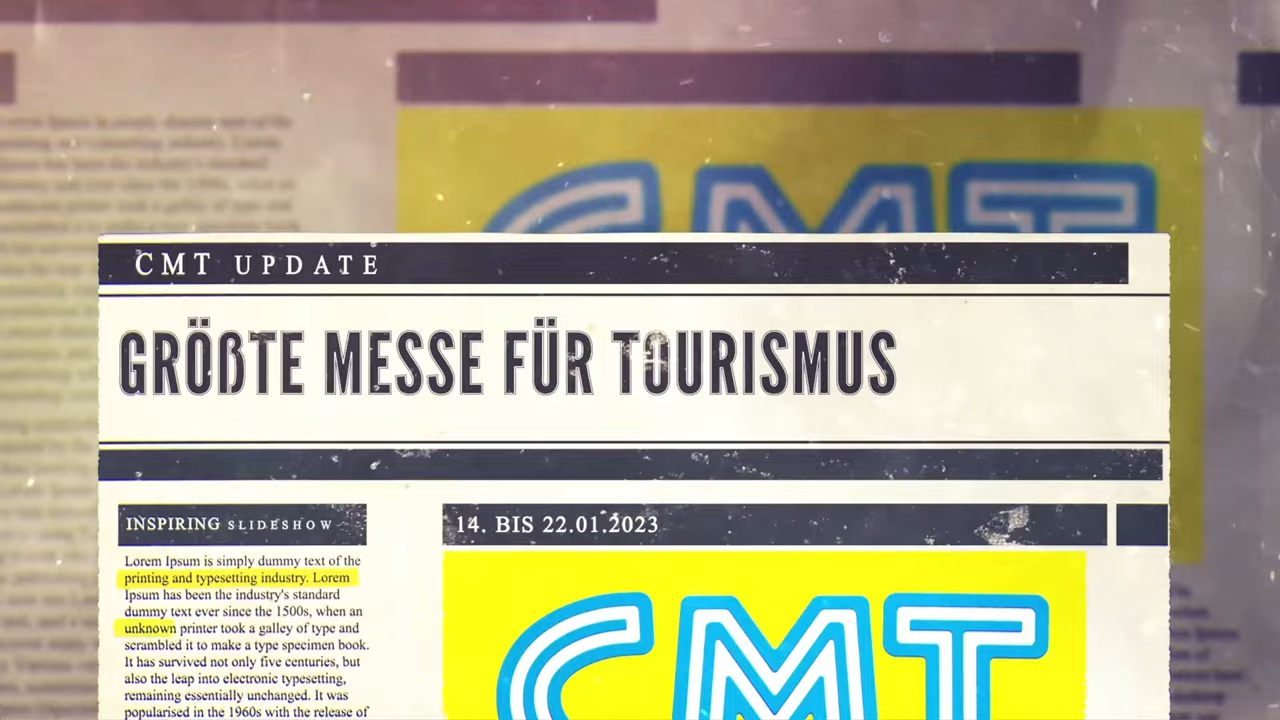 CMT UPDATE
GRÖßTE MESSE FÜR TOURISMUS
INSPIRING SLIDESHOW
14. BIS 22.01.2023
Lorem Ipsum is simply dummy text of the
printing and typesetting industry. Lorem
Ipsum has been the industry's standard
dummy text ever since the 1500s, when an
unknown printer took a galley of type and
scrambled it to make a type specimen book.
It has survived not only five centuries, but
also the leap into electronic typesetting,
remaining essentially unchanged. It was
popularised in the 1960s with the release of
CMT
CMT